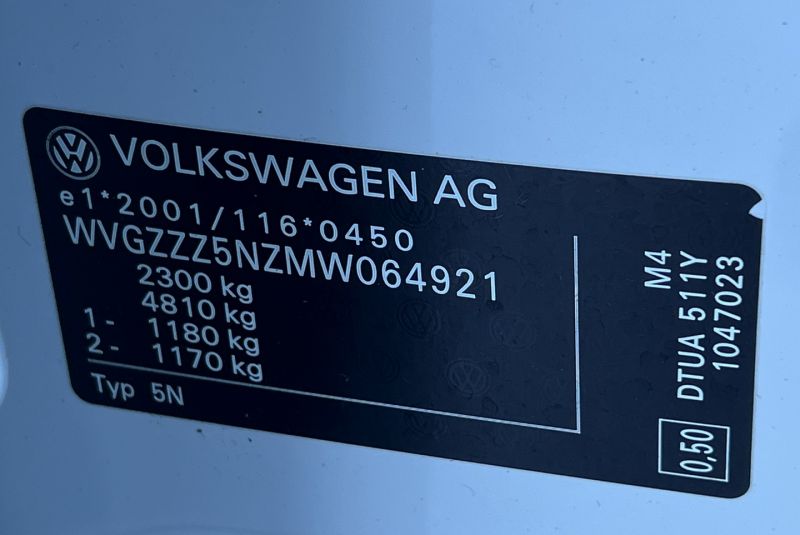 VOLKSWAGEN AG
e1*2001/116*0450
WVGZZZ5NZMW064921
2300 kg
4810 kg
1- 1180 kg
2- 1170 kg
Typ 5N
M4
DTUA 511Y
1047023
0,50